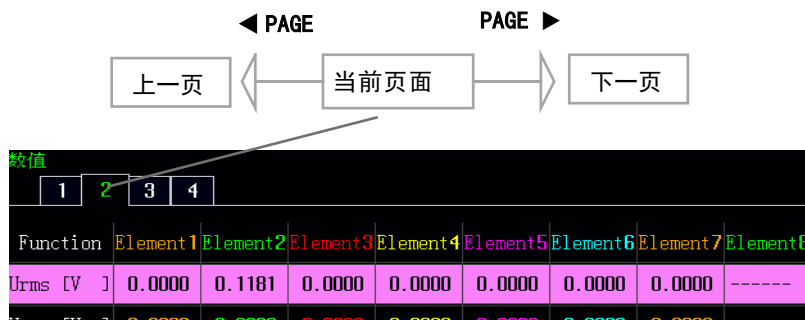 ◀ PAGE PAGE ▶
上一页 当前页面 下一页
数值
1 2 3 4
Function Element1 Element2 Element3 Element4 Element5 Element6 Element7 Element8
Urms [V ] 0.0000 0.1181 0.0000 0.0000 0.0000 0.0000 0.0000 ------